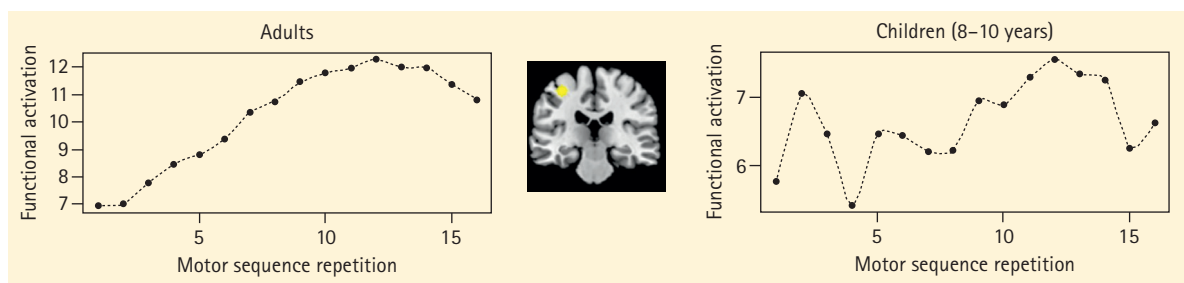 Adults
Functional activation
12
11
10
9
8
7
5
10
15
Motor sequence repetition
Children (8–10 years)
Functional activation
7
6
5
10
15
Motor sequence repetition